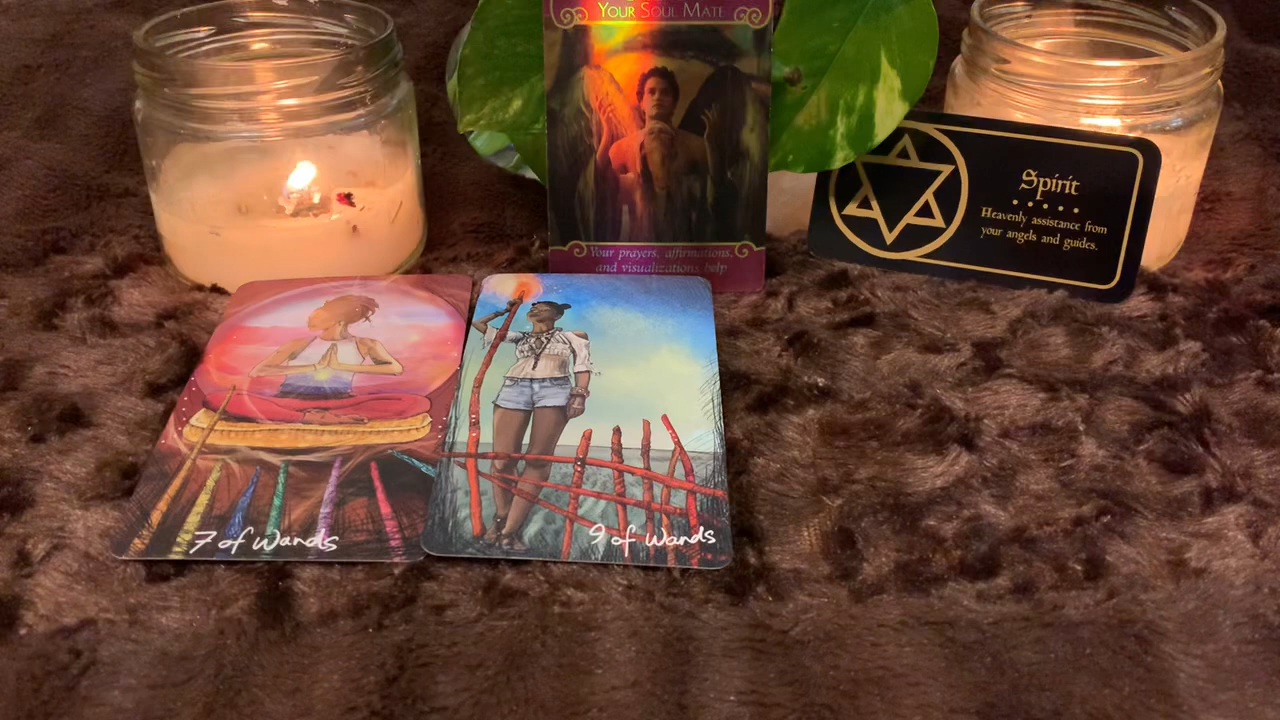 Your Soul Mate
Your prayers, affirmations,
and visualizations help
Spirit
Heavenly assistance from
your angels and guides.
7 of Wands
9 of Wands